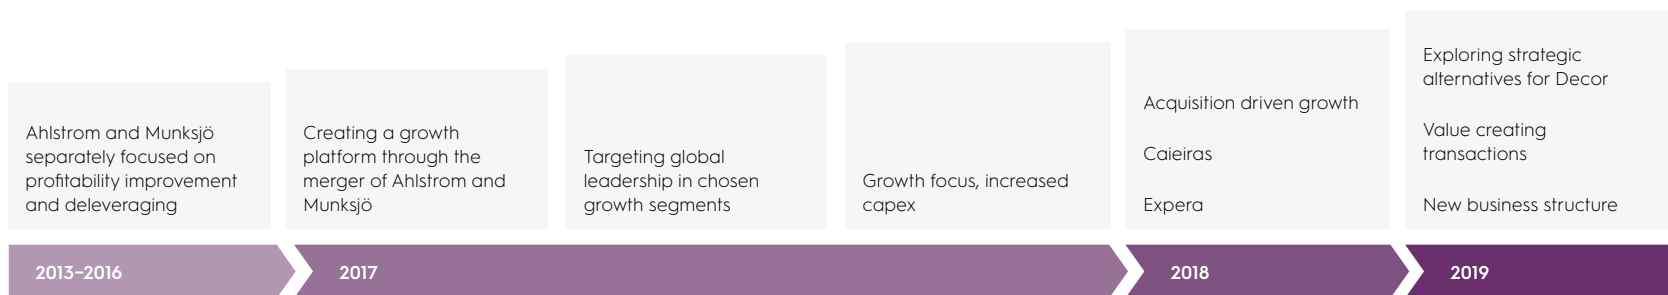 Ahlstrom and Munksjö
separately focused on
profitability improvement
and deleveraging
Creating a growth
platform through the
merger of Ahlstrom and
Munksjö
Targeting global
leadership in chosen
growth segments
Growth focus, increased
capex
Acquisition driven growth
Caieiras
Expera
Exploring strategic
alternatives for Decor
Value creating
transactions
New business structure
2013–2016
2017
2018
2019